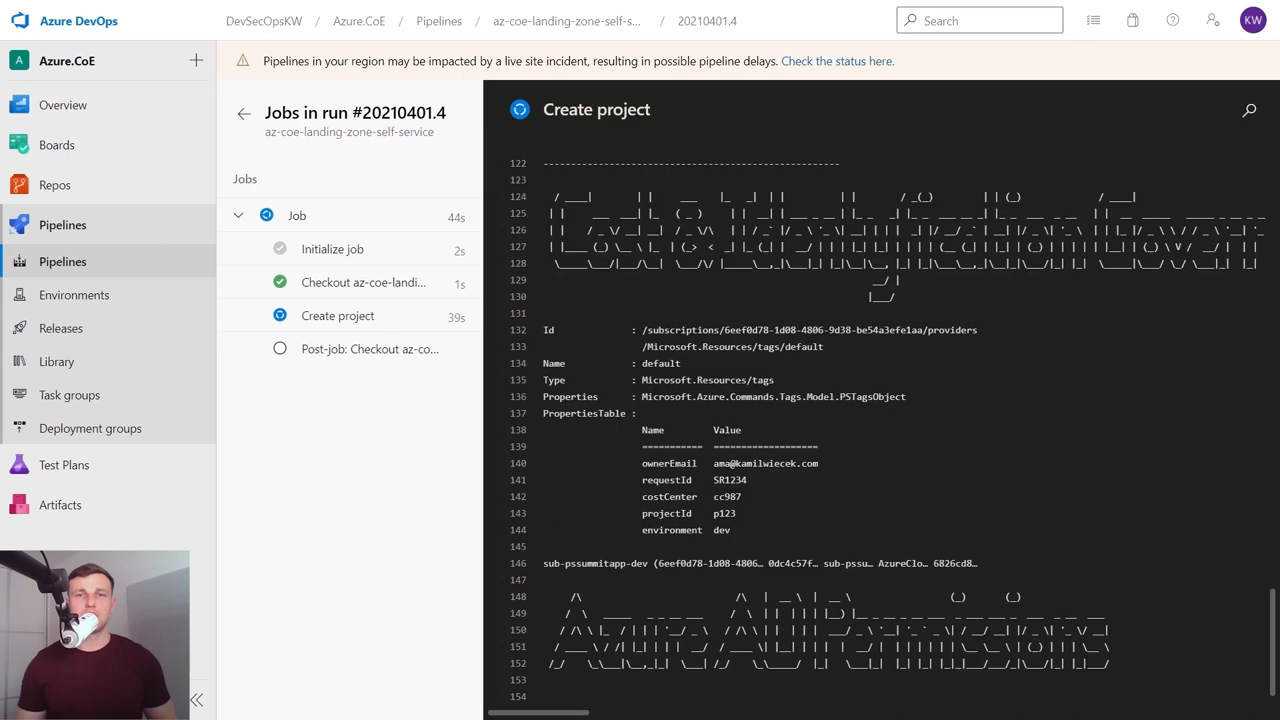 Azure DevOps
DevSecOpsKW / Azure.CoE / Pipelines / az-coe-landing-zone-self-s... / 20210401.4
Search
KW
A Azure.CoE
Pipelines in your region may be impacted by a live site incident, resulting in possible pipeline delays. Check the status here.
Overview
Boards
Repos
Pipelines
Pipelines
Environments
Releases
Library
Task groups
Deployment groups
Test Plans
Artifacts
Jobs in run #20210401.4
az-coe-landing-zone-self-service
Jobs
Job 44s
Initialize job 2s
Checkout az-coe-landi... 1s
Create project 39s
Post-job: Checkout az-co...
Create project
122 -----------------------------------------------------
123
124
125
126
127
128
129
130
131
132 Id : /subscriptions/6eef0d78-1d08-4806-9d38-be54a3efe1aa/providers
133 /Microsoft.Resources/tags/default
134 Name : default
135 Type : Microsoft.Resources/tags
136 Properties : Microsoft.Azure.Commands.Tags.Model.PSTagsObject
137 PropertiesTable :
138 Name Value
139 =========== ===================
140 ownerEmail ama@kamilwiecek.com
141 requestId SR1234
142 costCenter cc987
143 projectId p123
144 environment dev
145
146 sub-pssummitapp-dev (6eef0d78-1d08-4806… 0dc4c57f… sub-pssu… AzureClo… 6826cd8…
147
148
149
150
151
152
153
154